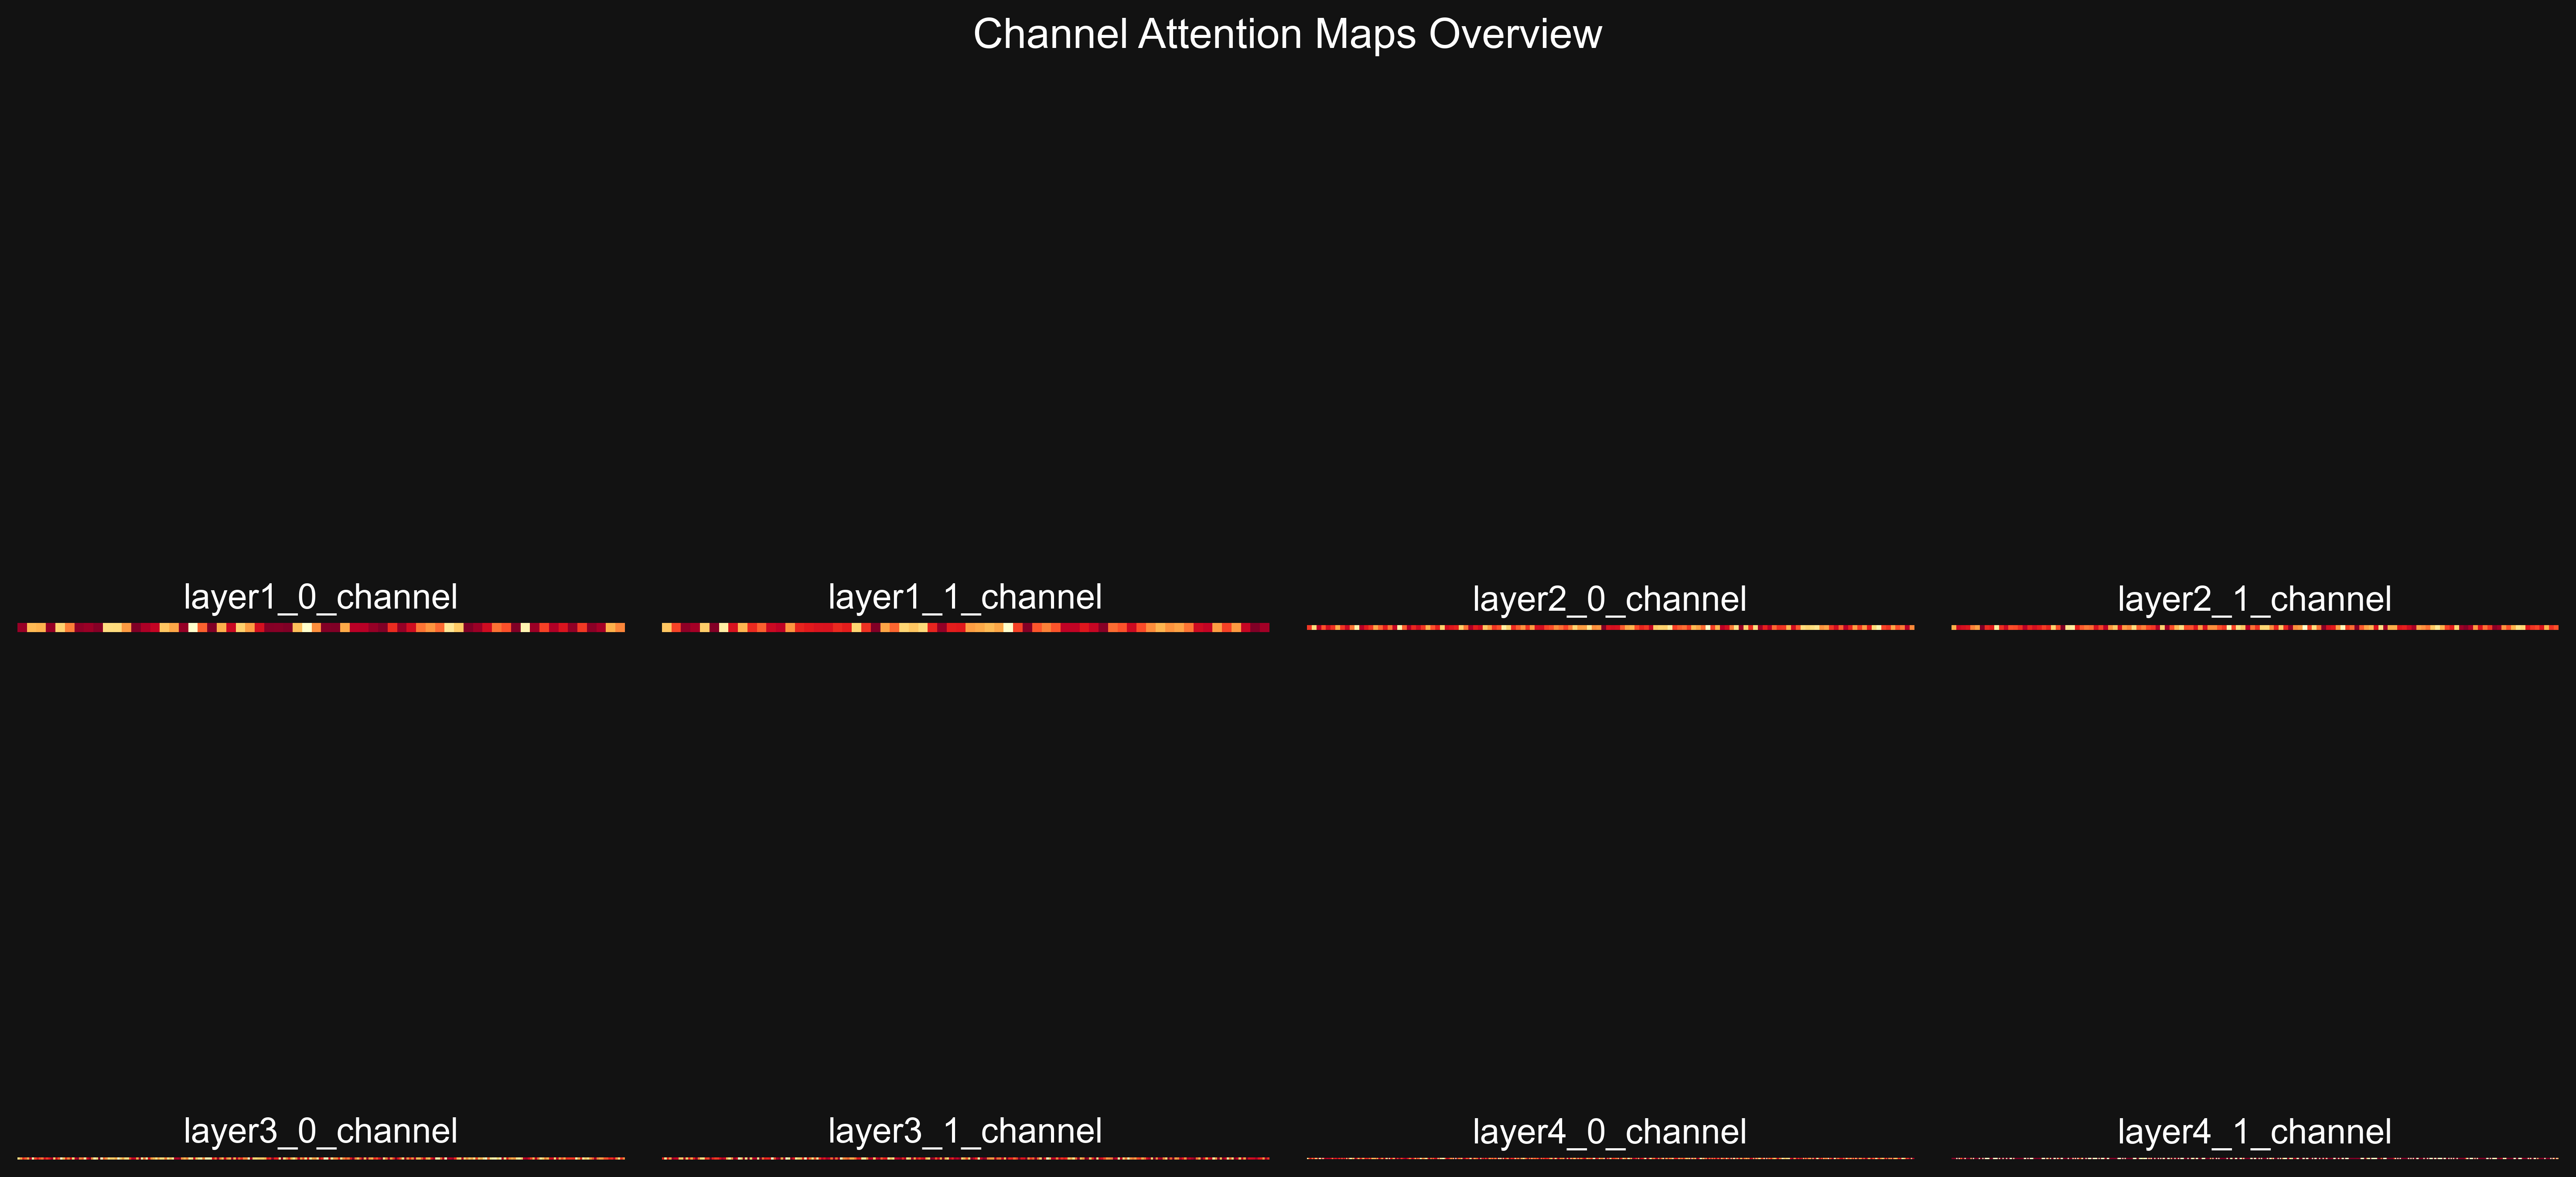 Channel Attention Maps Overview
layer1_0_channel
layer1_1_channel
layer2_0_channel
layer2_1_channel
layer3_0_channel
layer3_1_channel
layer4_0_channel
layer4_1_channel